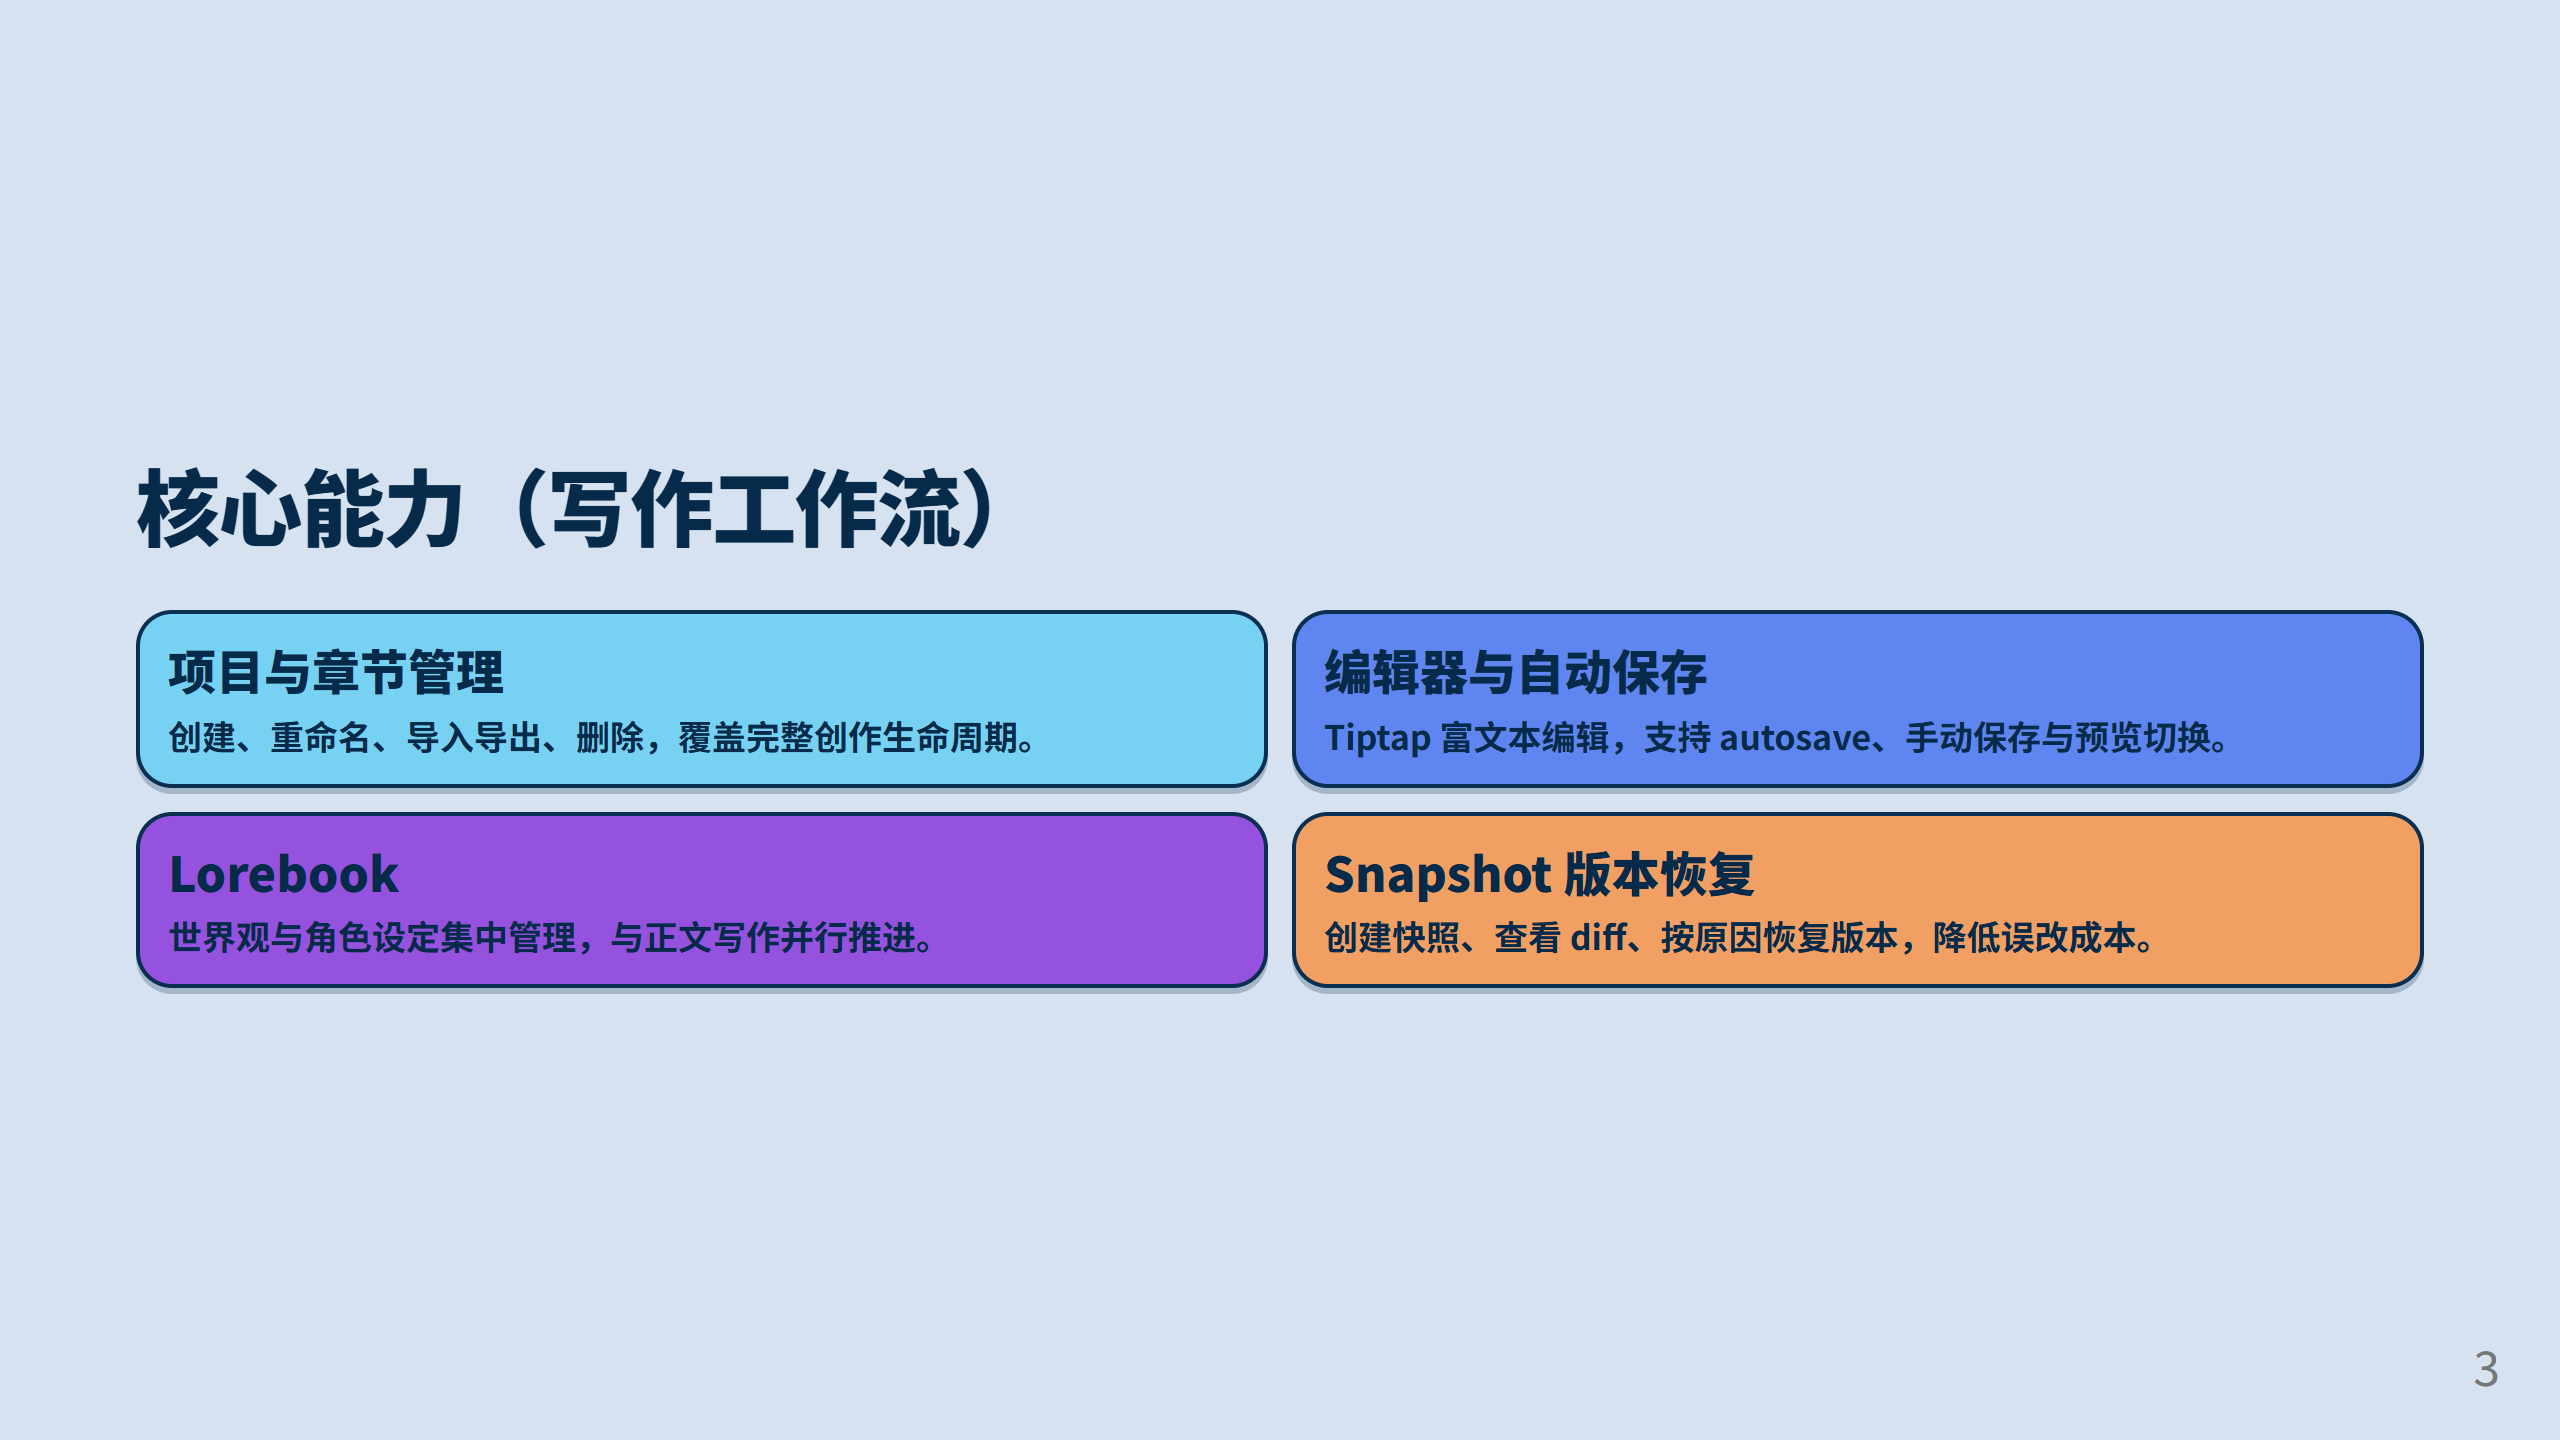 核心能力（写作工作流）
项目与章节管理
创建、重命名、导入导出、删除，覆盖完整创作生命周期。
编辑器与自动保存
Tiptap 富文本编辑，支持 autosave、手动保存与预览切换。
Lorebook
世界观与角色设定集中管理，与正文写作并行推进。
Snapshot 版本恢复
创建快照、查看 diff、按原因恢复版本，降低误改成本。
3